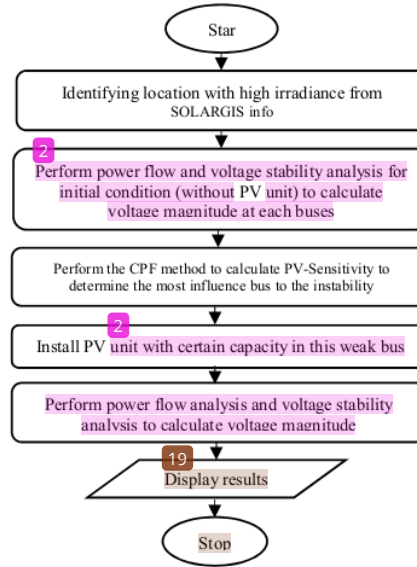 Star
Identifying location with high irradiance from
SOLARGIS info
2
Perform power flow and voltage stability analysis for
initial condition (without PV unit) to calculate
voltage magnitude at each buses
Perform the CPF method to calculate PV-Sensitivity to
determine the most influence bus to the instability
2
Install PV unit with certain capacity in this weak bus
Perform power flow analysis and voltage stability
analysis to calculate voltage magnitude
19
Display results
Stop